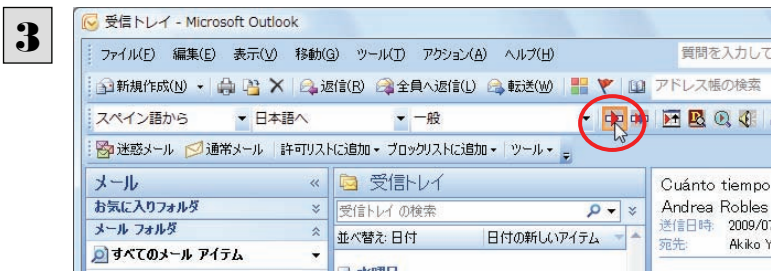 3
受信トレイ - Microsoft Outlook
ファイル(F) 編集(E) 表示(V) 移動(G) ツール(T) アクション(A) ヘルプ(H) 質問を入力して
新規作成(N) 返信(R) 全員へ返信(L) 転送(W) アドレス帳の検索
スペイン語から 日本語へ 一般
迷惑メール 通常メール 許可リストに追加 ブロックリストに追加 ツール
メール « 受信トレイ Cuánto tiempo
お気に入りフォルダ 受信トレイ の検索 Andrea Robles
メール フォルダ 並べ替え: 日付 日付の新しいアイテム 送信日時: 2009/07
すべてのメール アイテム 宛先: Akiko Y